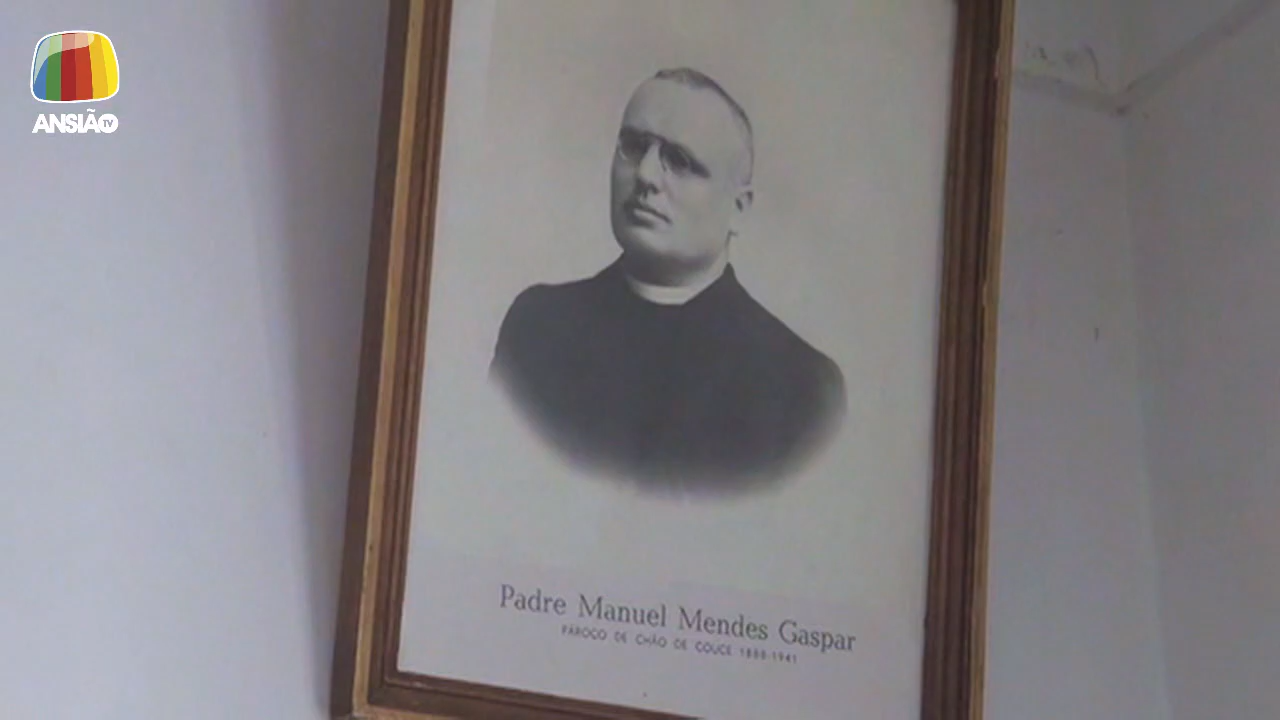 ANSIÃO TV
Padre Manuel Mendes Gaspar
PÁROCO DE CHÃO DE COUCE 1888-1941